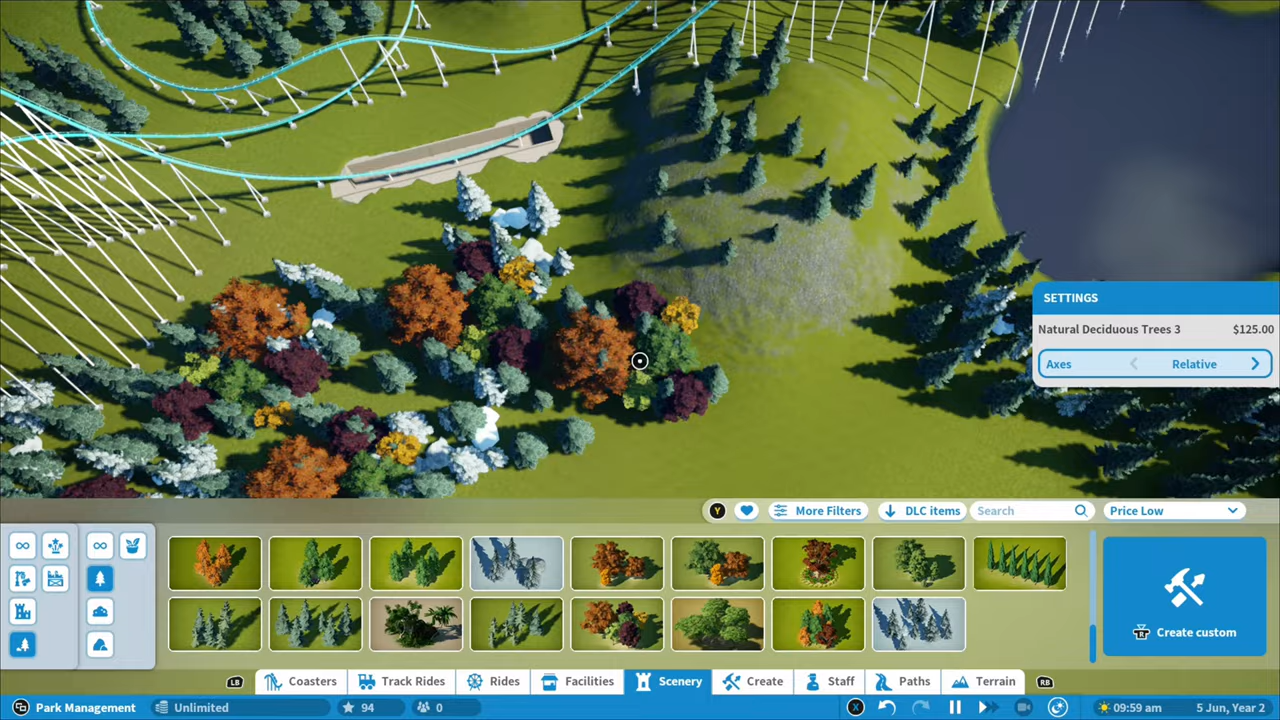 SETTINGS
Natural Deciduous Trees 3 $125.00
Axes Relative
Y More Filters DLC items Search Price Low
Create custom
LB Coasters Track Rides Rides Facilities Scenery Create Staff Paths Terrain RB
Park Management Unlimited 94 0 X 09:59 am 5 Jun, Year 2